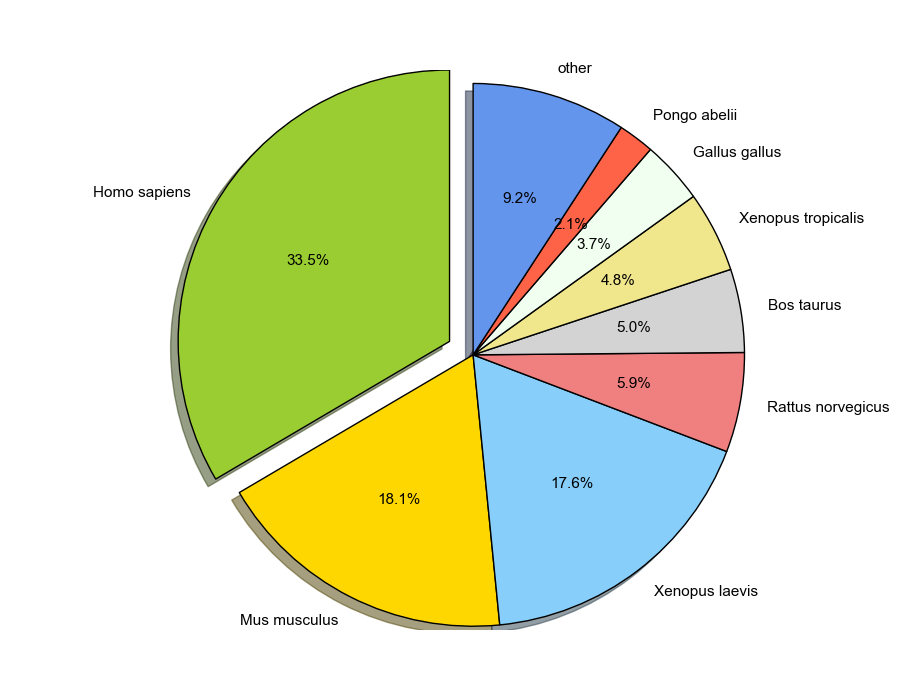 other
Pongo abelii
Gallus gallus
Homo sapiens
9.2%
Xenopus tropicalis
2.1%
3.7%
33.5%
4.8%
Bos taurus
5.0%
5.9%
Rattus norvegicus
17.6%
18.1%
Xenopus laevis
Mus musculus